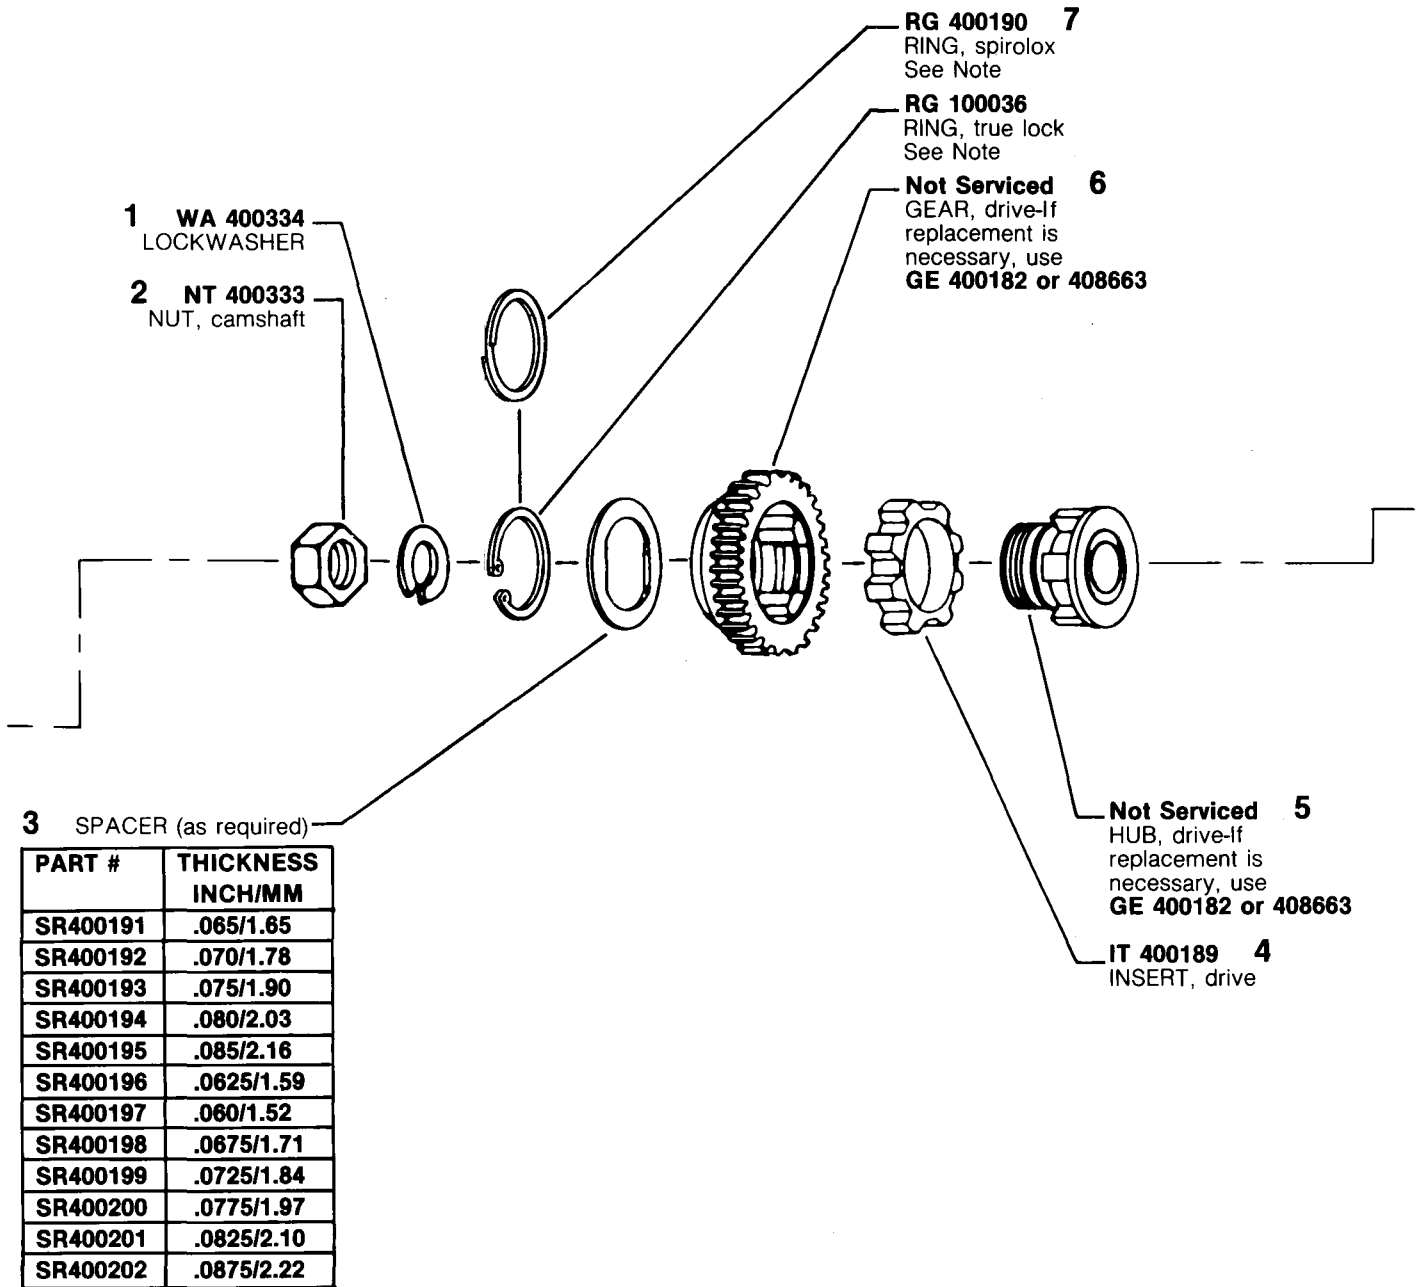 RG 400190 7
RING, spirolox
See Note
RG 100036
RING, true lock
See Note
Not Serviced 6
GEAR, drive-If
replacement is
necessary, use
GE 400182 or 408663
1 WA 400334
LOCKWASHER
2 NT 400333
NUT, camshaft
3 SPACER (as required)
PART # THICKNESS
INCH/MM
SR400191 .065/1.65
SR400192 .070/1.78
SR400193 .075/1.90
SR400194 .080/2.03
SR400195 .085/2.16
SR400196 .0625/1.59
SR400197 .060/1.52
SR400198 .0675/1.71
SR400199 .0725/1.84
SR400200 .0775/1.97
SR400201 .0825/2.10
SR400202 .0875/2.22
Not Serviced 5
HUB, drive-If
replacement is
necessary, use
GE 400182 or 408663
IT 400189 4
INSERT, drive